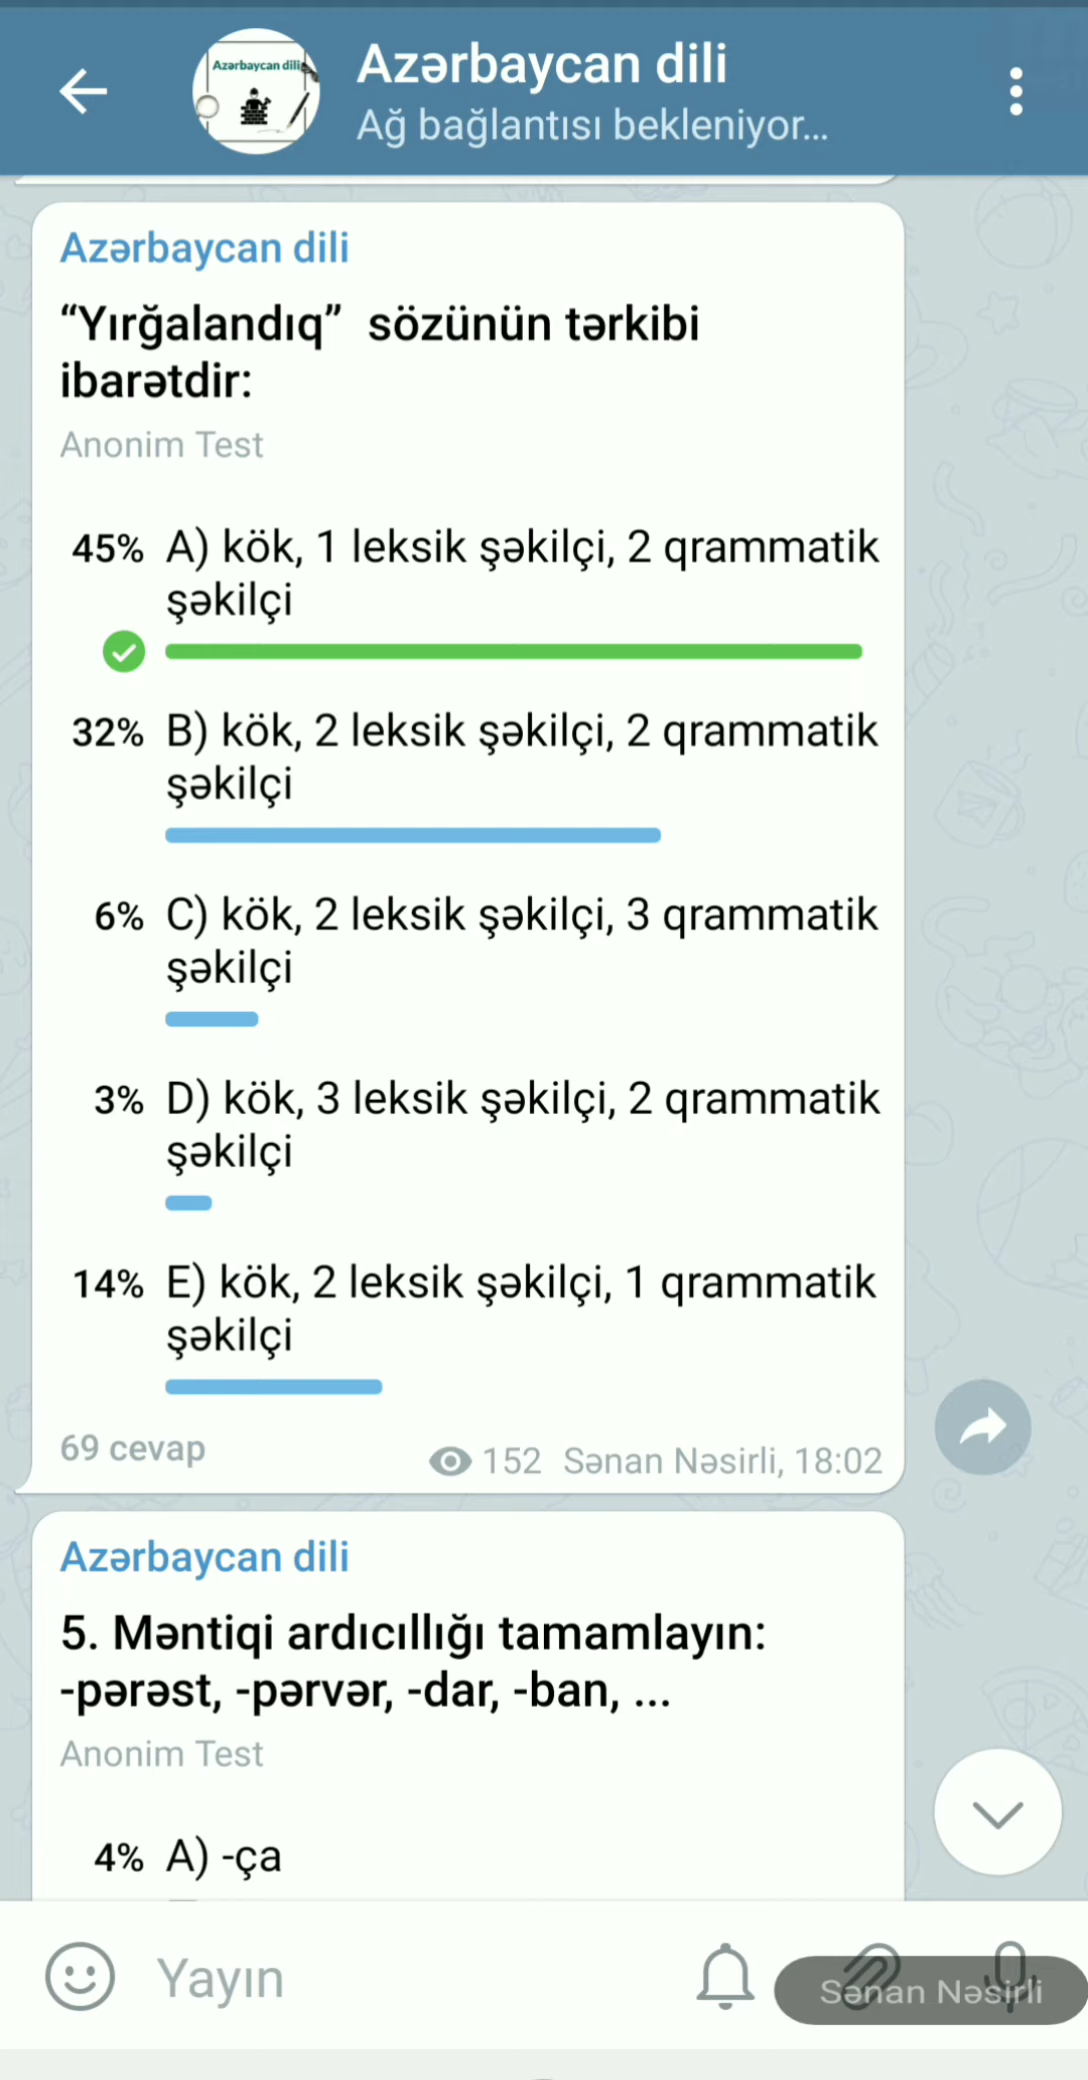 Azərbaycan dili
Azərbaycan dili
Ağ bağlantısı bekleniyor...
Azərbaycan dili
“Yırğalandıq” sözünün tərkibi
ibarətdir:
Anonim Test
45% A) kök, 1 leksik şəkilçi, 2 qrammatik
şəkilçi
32% B) kök, 2 leksik şəkilçi, 2 qrammatik
şəkilçi
6% C) kök, 2 leksik şəkilçi, 3 qrammatik
şəkilçi
3% D) kök, 3 leksik şəkilçi, 2 qrammatik
şəkilçi
14% E) kök, 2 leksik şəkilçi, 1 qrammatik
şəkilçi
69 cevap
152 Sənan Nəsirli, 18:02
Azərbaycan dili
5. Məntiqi ardıcıllığı tamamlayın:
-pərəst, -pərvər, -dar, -ban, ...
Anonim Test
4% A) -ça
Yayın
Sənan Nəsirli